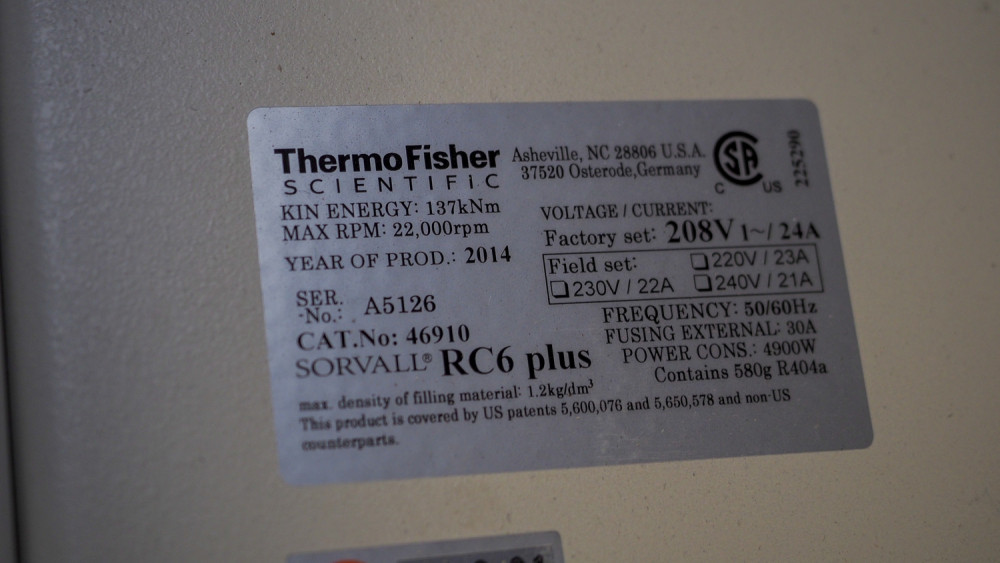 ThermoFisher
SCIENTIFIC
Asheville, NC 28806 U.S.A.
37520 Osterode,Germany
C SA US
225290
KIN ENERGY: 137kNm
MAX RPM: 22,000rpm
YEAR OF PROD.: 2014
VOLTAGE / CURRENT:
Factory set: 208V 1~/ 24A
Field set: 220V / 23A
230V / 22A 240V / 21A
SER.
-No.: A5126
CAT.No: 46910
SORVALL® RC6 plus
FREQUENCY: 50/60Hz
FUSING EXTERNAL: 30A
POWER CONS.: 4900W
Contains 580g R404a
max. density of filling material: 1.2kg/dm³
This product is covered by US patents 5,600,076 and 5,650,578 and non-US
counterparts.